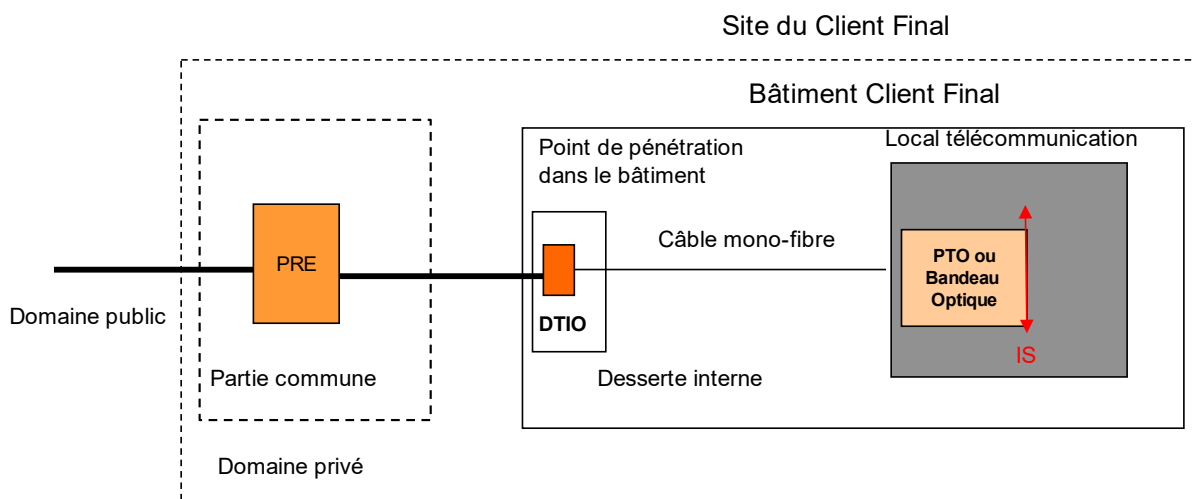 Site du Client Final
Bâtiment Client Final
Point de pénétration
dans le bâtiment
Local télécommunication
PRE
Câble mono-fibre
PTO ou
Bandeau
Optique
Domaine public
DTIO
IS
Partie commune
Desserte interne
Domaine privé